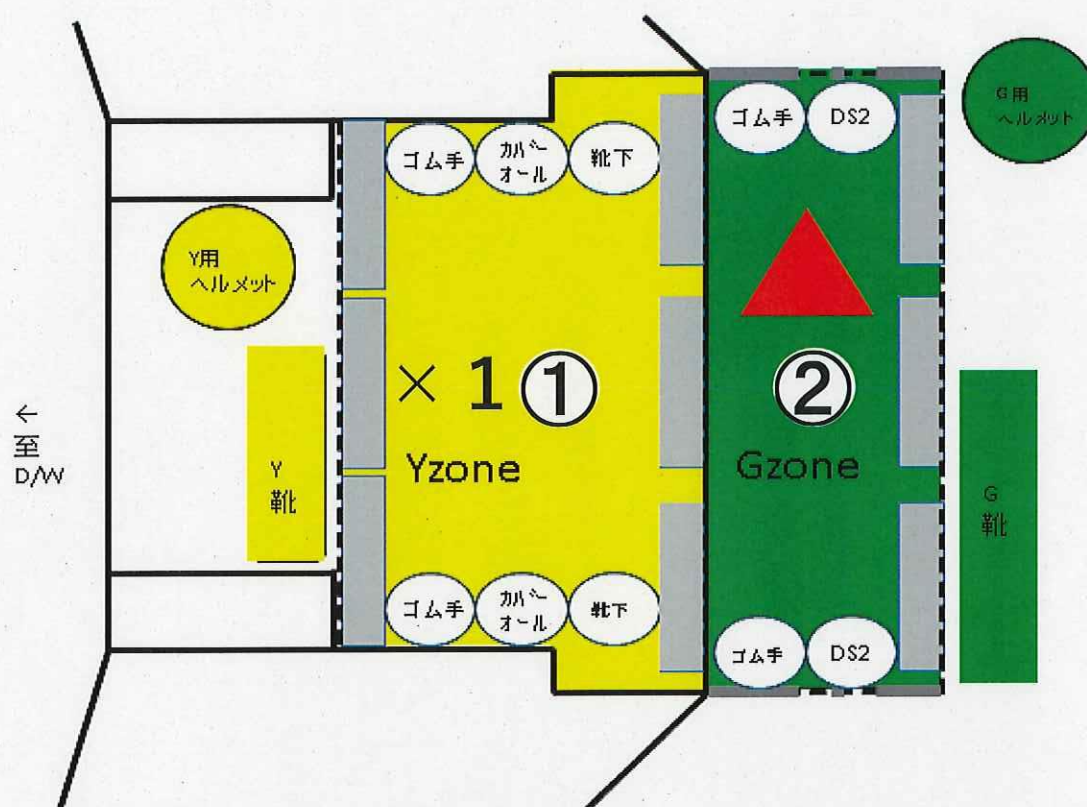 G用
ヘルメット
ゴム手
カバー
オール
靴下
ゴム手
DS2
Y用
ヘルメット
×1
①
②
Yzone
Gzone
←
至
D/W
Y
靴
G
靴
ゴム手
カバー
オール
靴下
ゴム手
DS2